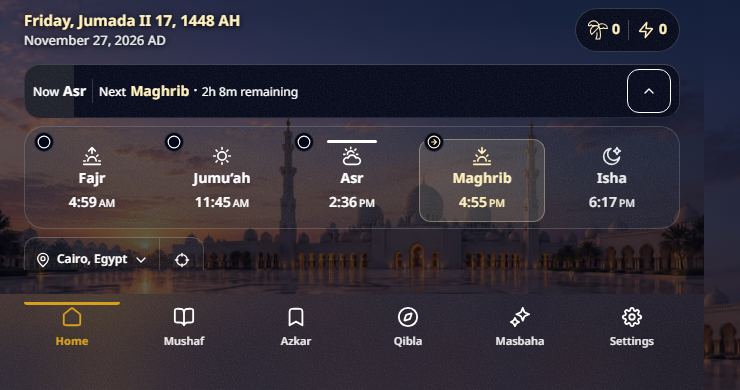 Friday, Jumada II 17, 1448 AH
November 27, 2026 AD
0 0
Now Asr Next Maghrib · 2h 8m remaining
Fajr Jumu'ah Asr Maghrib Isha
4:59 AM 11:45 AM 2:36 PM 4:55 PM 6:17 PM
Cairo, Egypt
Home Mushaf Azkar Qibla Masbaha Settings